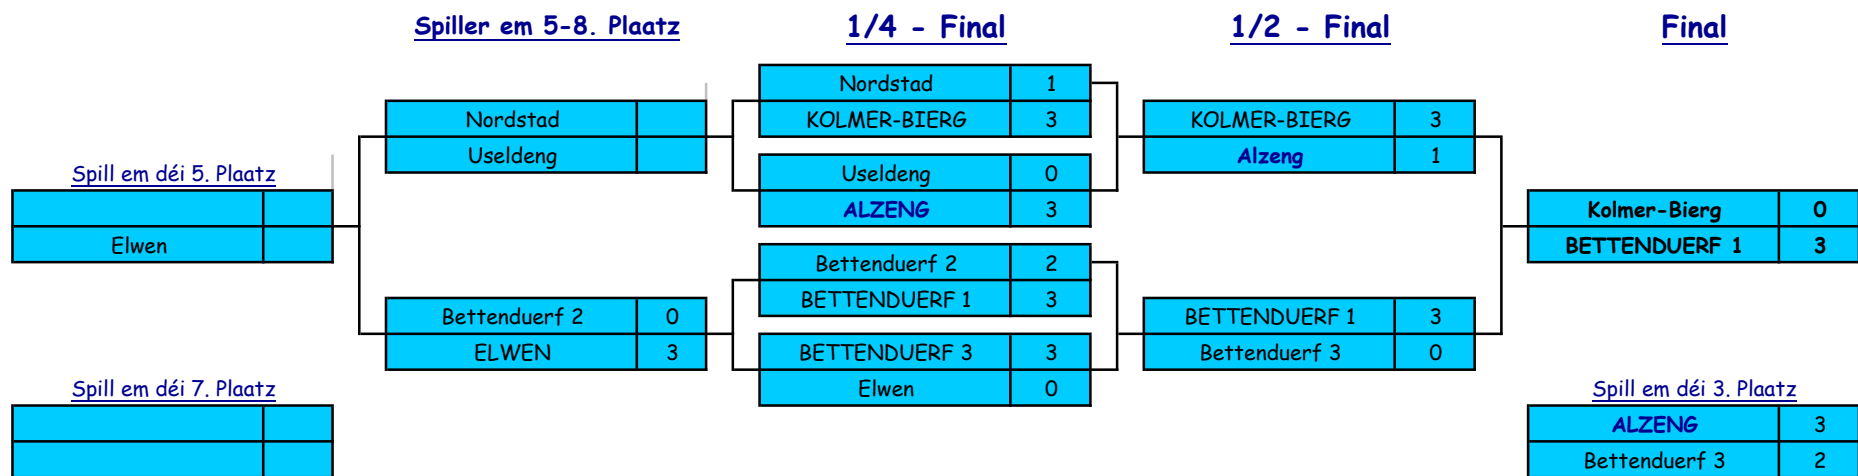 Spiller em 5-8. Plaatz
1/4 - Final
1/2 - Final
Final
Nordstad 1
KOLMER-BIERG 3
Nordstad
Useldeng
KOLMER-BIERG 3
Alzeng 1
Spill em déi 5. Plaatz
Useldeng 0
ALZENG 3
Elwen
Kolmer-Bierg 0
BETTENDUERF 1 3
Bettenduerf 2 2
BETTENDUERF 1 3
Bettenduerf 2 0
ELWEN 3
BETTENDUERF 1 3
Bettenduerf 3 0
BETTENDUERF 3 3
Elwen 0
Spill em déi 7. Plaatz
Spill em déi 3. Plaatz
ALZENG 3
Bettenduerf 3 2